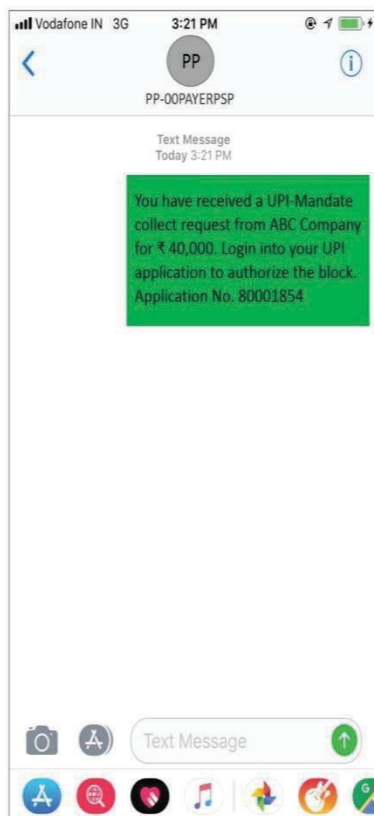 Vodafone IN 3G 3:21 PM
PP
PP-OOPAYERPSP
Text Message
Today 3:21 PM
You have received a UPI-Mandate
collect request from ABC Company
for ₹ 40,000. Login into your UPI
application to authorize the block.
Application No. 80001854
Text Message